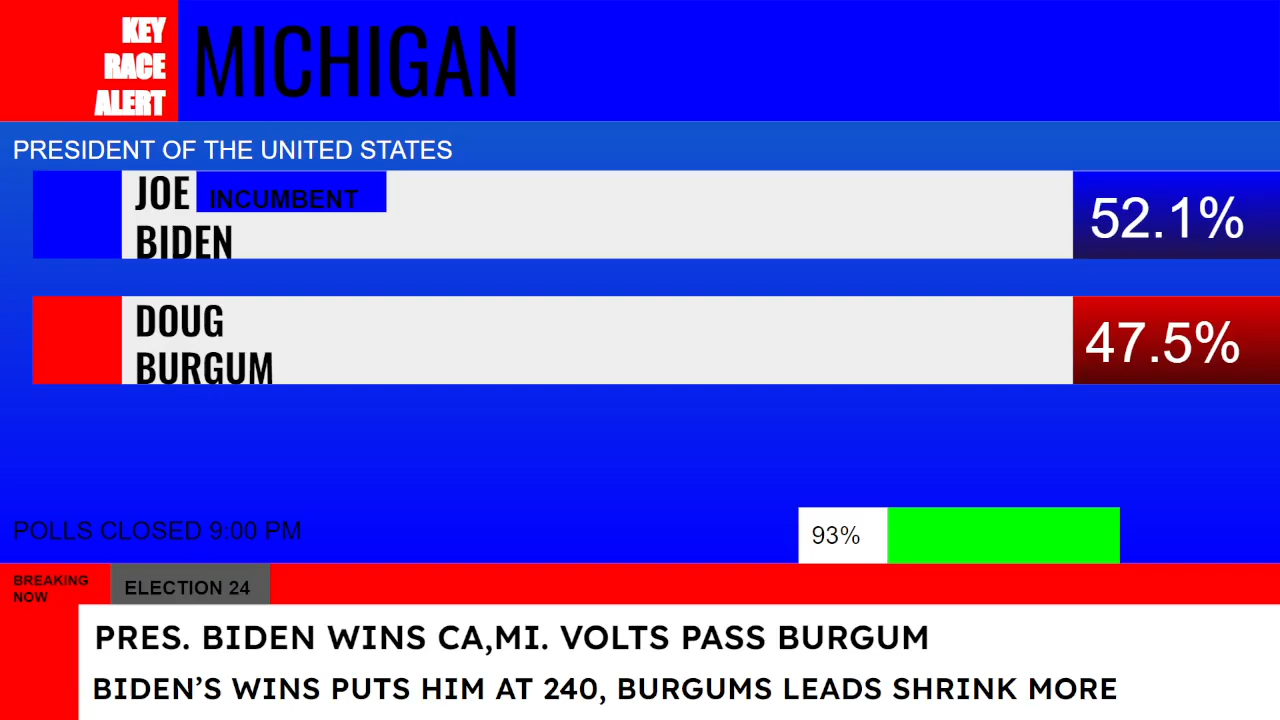 KEY
RACE
ALERT
MICHIGAN
PRESIDENT OF THE UNITED STATES
JOE INCUMBENT
BIDEN
52.1%
DOUG
BURGUM
47.5%
POLLS CLOSED 9:00 PM
93%
BREAKING
NOW
ELECTION 24
PRES. BIDEN WINS CA,MI. VOLTS PASS BURGUM
BIDEN’S WINS PUTS HIM AT 240, BURGUMS LEADS SHRINK MORE